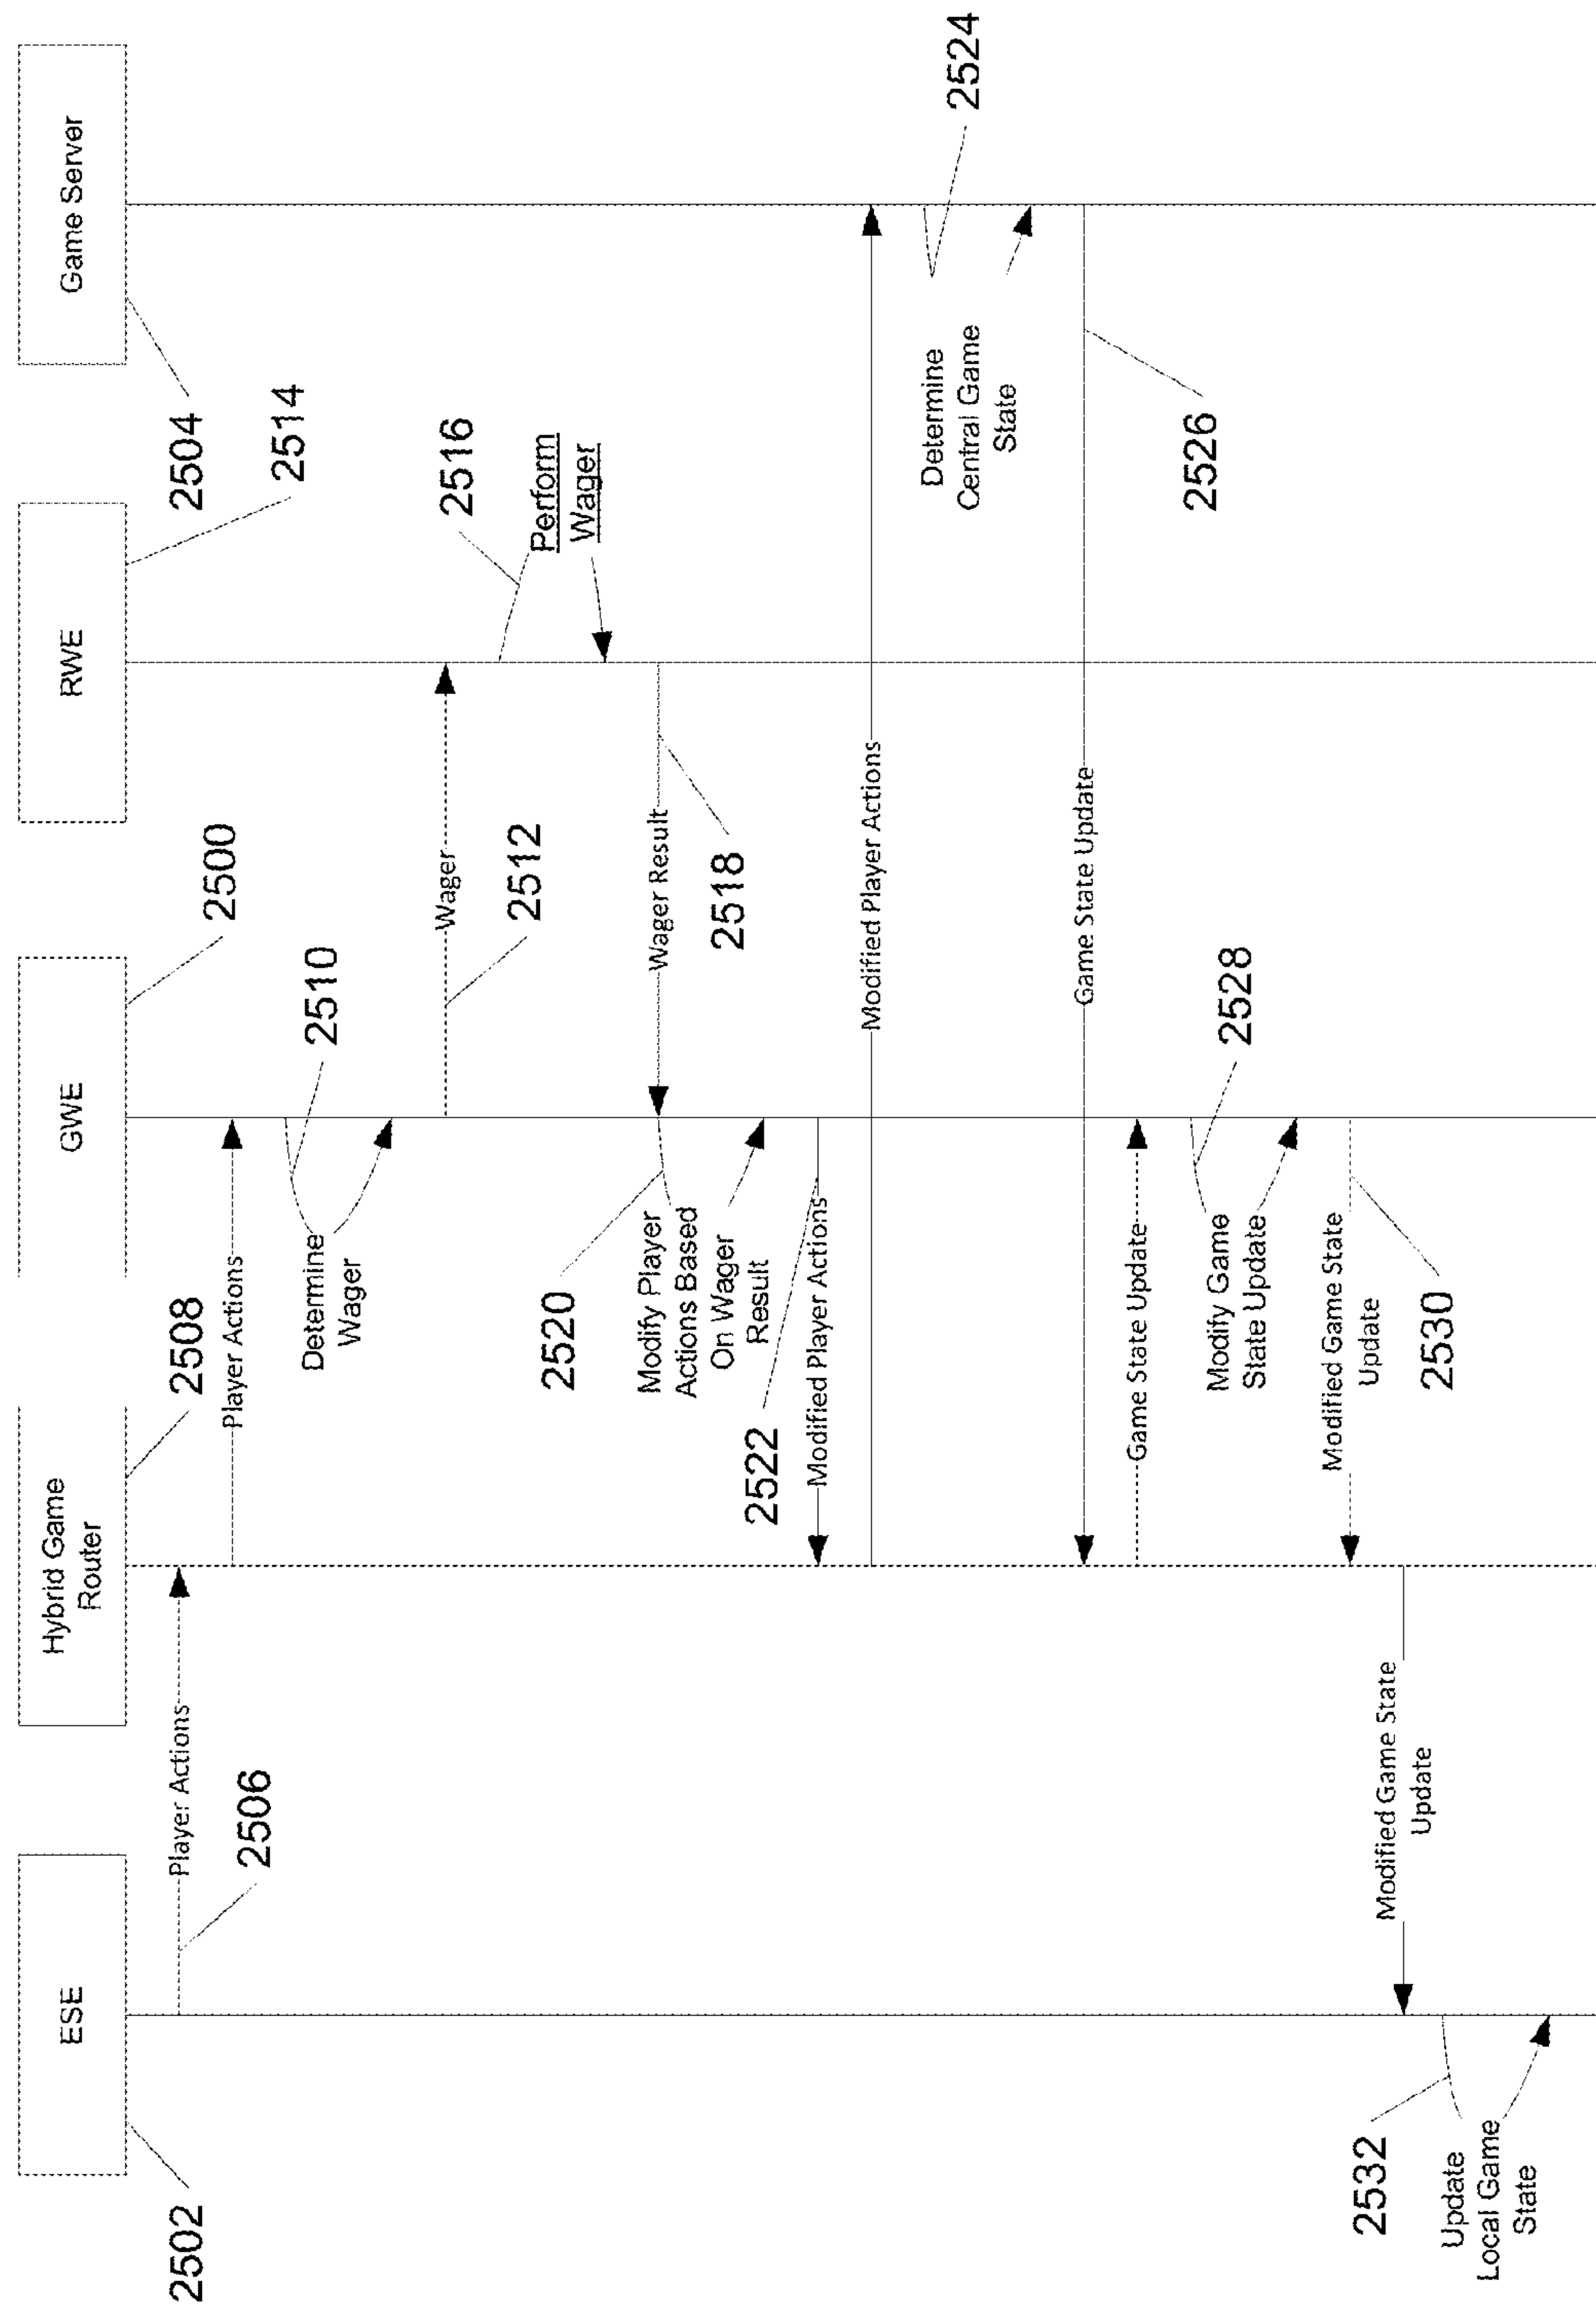 ESE
Hybrid Game
Router
GWE
RWE
Game Server
2502
2508
2500
2514
2504
Player Actions
2506
Player Actions
2510
Determine
Wager
Wager
2512
2516
Perform
Wager
Wager Result
2518
2520
Modify Player
Actions Based
On Wager
Result
2522
Modified Player Actions
Modified Player Actions
2524
Determine
Central Game
State
Game State Update
2526
Game State Update
2528
Modify Game
State Update
Modified Game State
Update
2530
Modified Game State
Update
2532
Update
Local Game
State